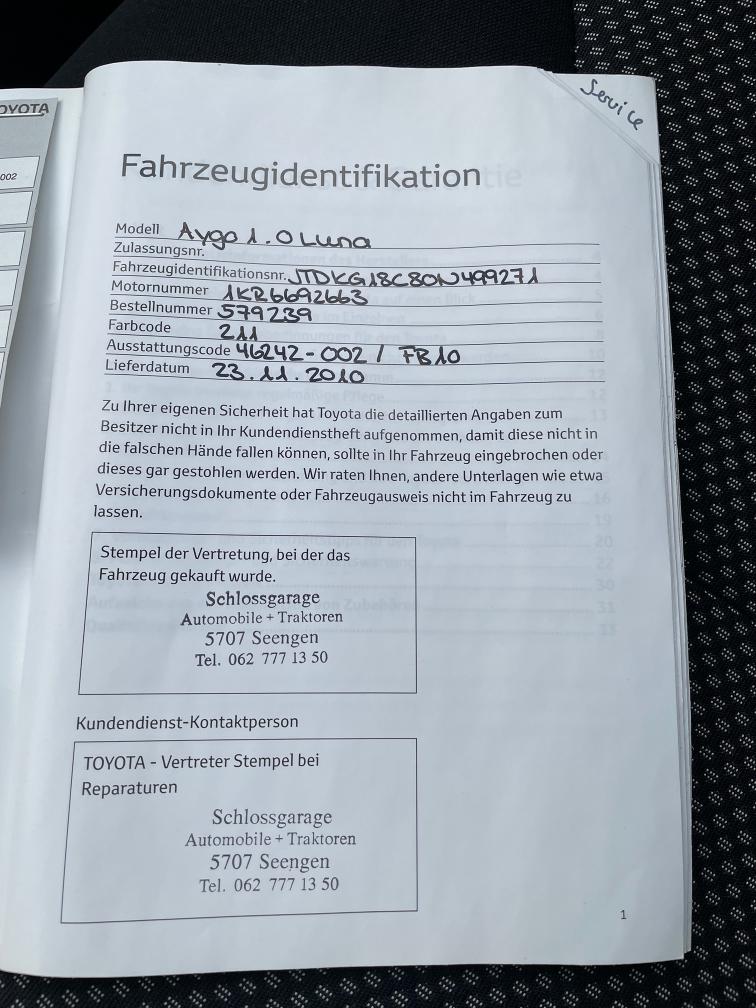 OYOTA
002
Service
Fahrzeugidentifikation
Modell Aygo 1.0 Luna
Zulassungsnr.
Fahrzeugidentifikationsnr. JTDKG18C80N499271
Motornummer 1KR6692663
Bestellnummer 579239
Farbcode 211
Ausstattungscode 46242-002 / FB10
Lieferdatum 23.11.2010
Zu Ihrer eigenen Sicherheit hat Toyota die detaillierten Angaben zum
Besitzer nicht in Ihr Kundendienstheft aufgenommen, damit diese nicht in
die falschen Hände fallen können, sollte in Ihr Fahrzeug eingebrochen oder
dieses gar gestohlen werden. Wir raten Ihnen, andere Unterlagen wie etwa
Versicherungsdokumente oder Fahrzeugausweis nicht im Fahrzeug zu
lassen.
Stempel der Vertretung, bei der das
Fahrzeug gekauft wurde.
Schlossgarage
Automobile + Traktoren
5707 Seengen
Tel. 062 777 13 50
Kundendienst-Kontaktperson
TOYOTA - Vertreter Stempel bei
Reparaturen
Schlossgarage
Automobile + Traktoren
5707 Seengen
Tel. 062 777 13 50
1